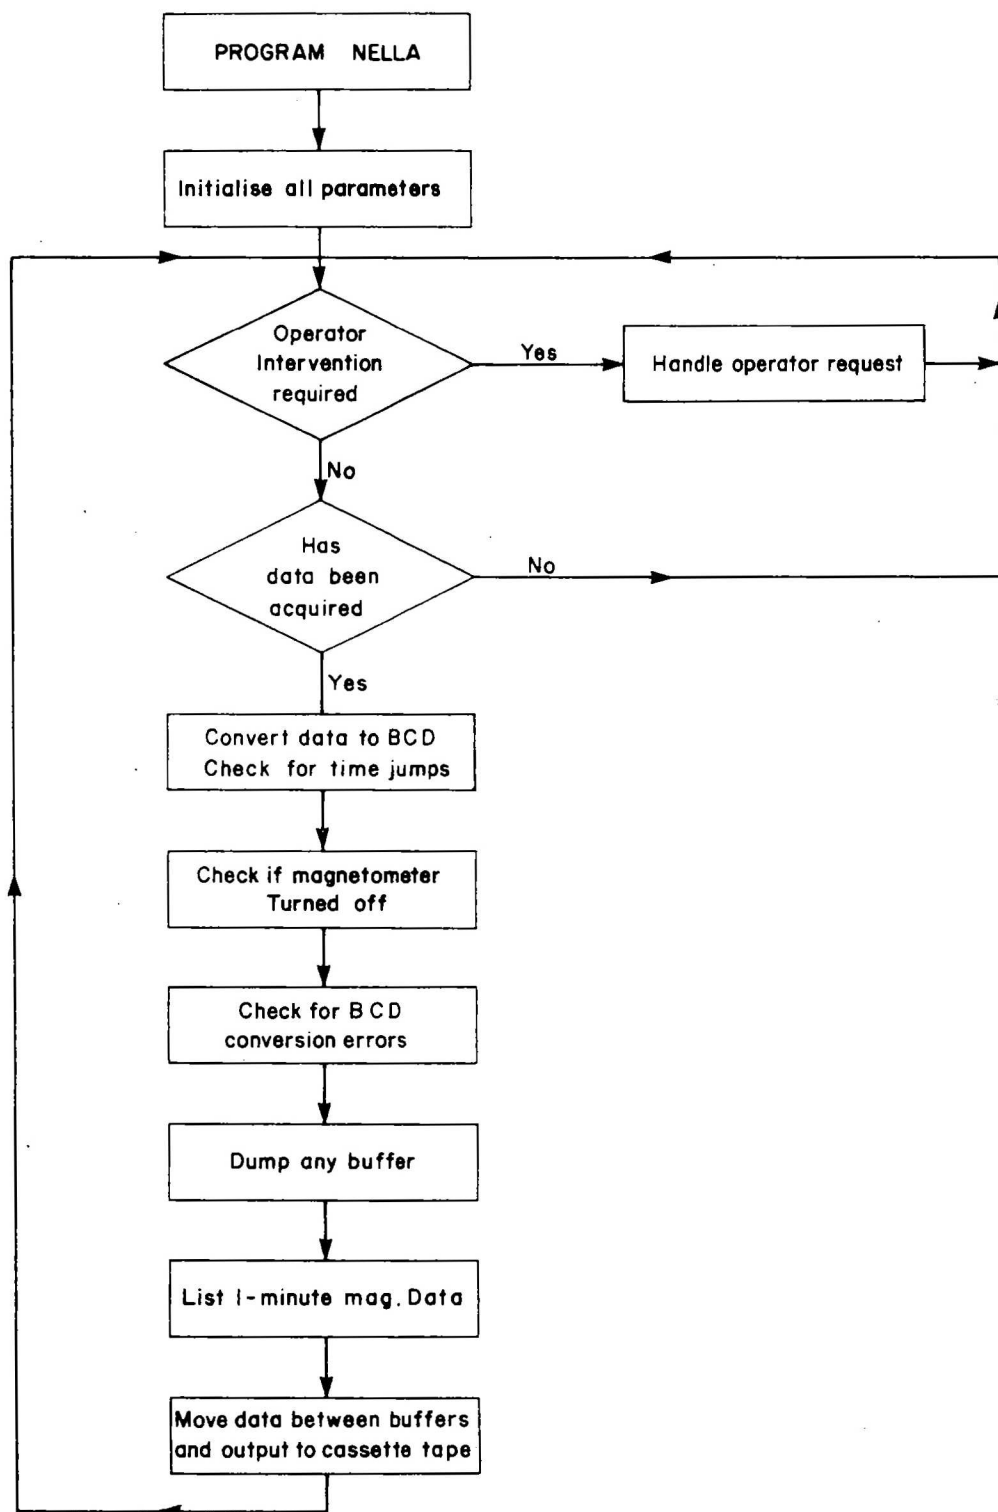 PROGRAM NELLA
Initialise all parameters
Operator
Intervention
required
Yes
Handle operator request
No
Has
data been
acquired
No
Yes
Convert data to BCD
Check for time jumps
Check if magnetometer
Turned off
Check for BCD
conversion errors
Dump any buffer
List 1-minute mag. Data
Move data between buffers
and output to cassette tape